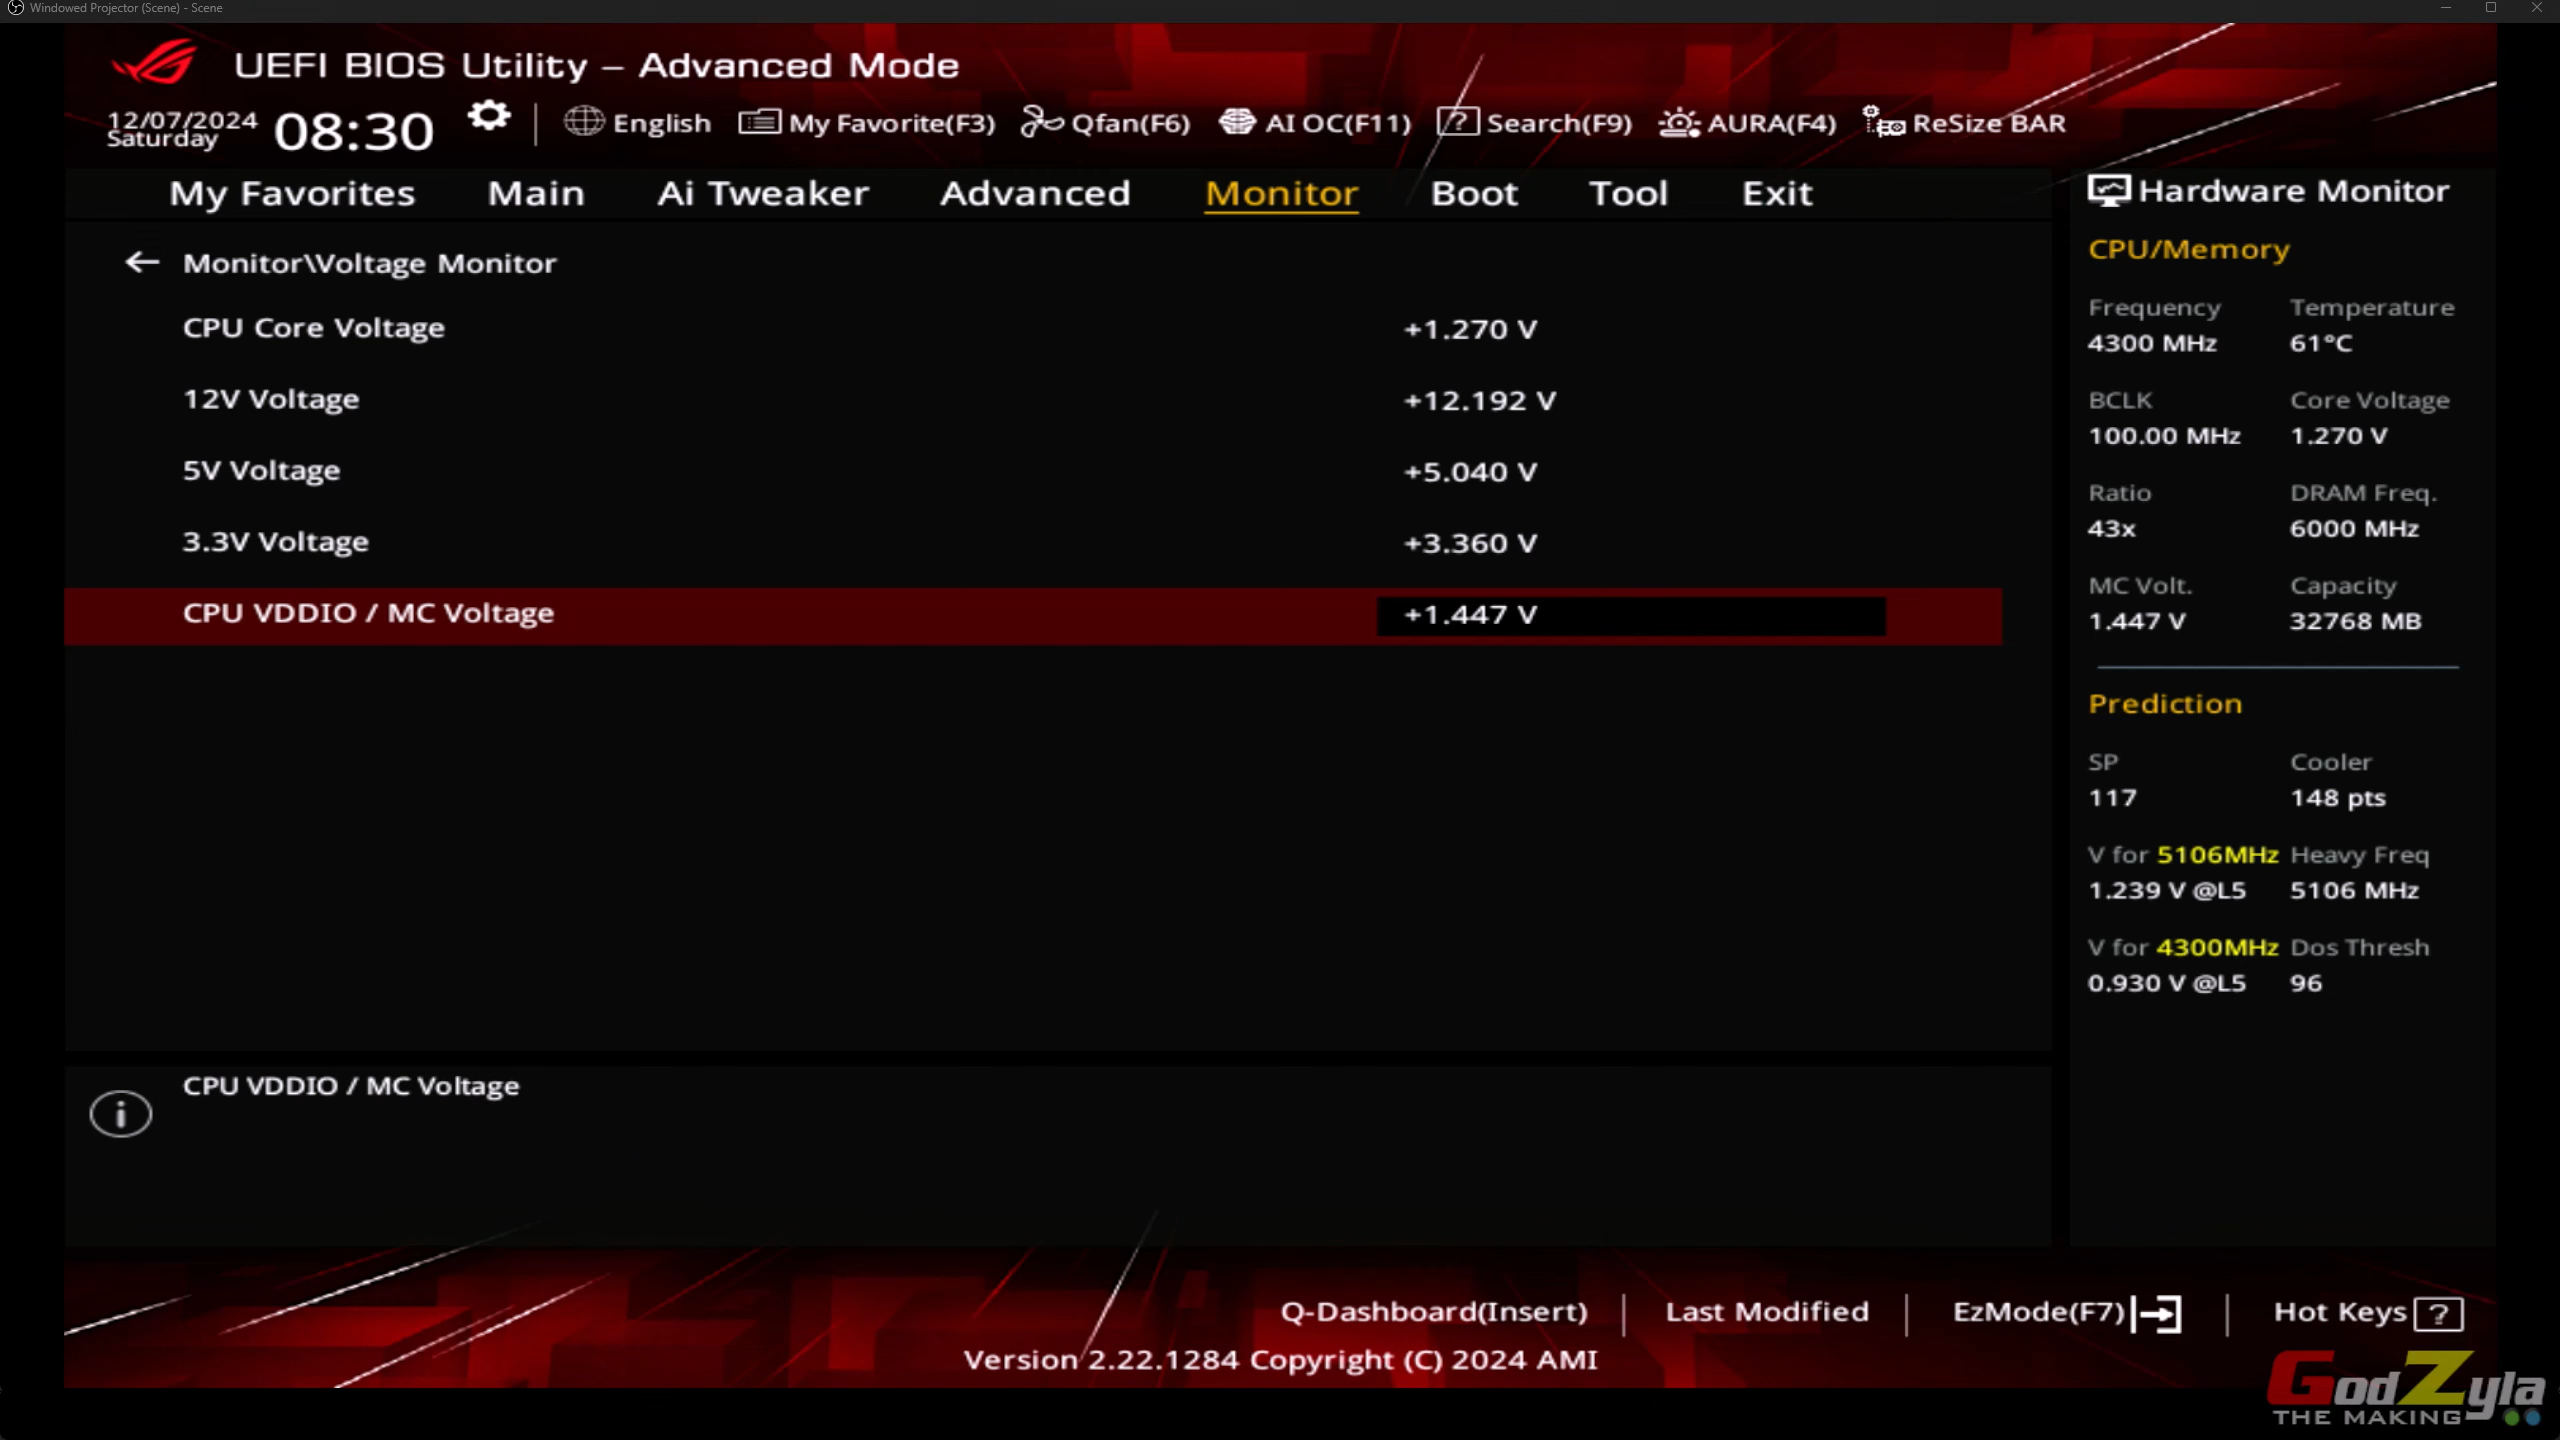 Windowed Projector (Scene) - Scene
UEFI BIOS Utility – Advanced Mode
12/07/2024
Saturday
08:30
English
My Favorite(F3)
Qfan(F6)
AI OC(F11)
Search(F9)
AURA(F4)
ReSize BAR
My Favorites Main Ai Tweaker Advanced Monitor Boot Tool Exit
Monitor\Voltage Monitor
CPU Core Voltage +1.270 V
12V Voltage +12.192 V
5V Voltage +5.040 V
3.3V Voltage +3.360 V
CPU VDDIO / MC Voltage +1.447 V
CPU VDDIO / MC Voltage
Hardware Monitor
CPU/Memory
Frequency Temperature
4300 MHz 61°C
BCLK Core Voltage
100.00 MHz 1.270 V
Ratio DRAM Freq.
43x 6000 MHz
MC Volt. Capacity
1.447 V 32768 MB
Prediction
SP Cooler
117 148 pts
V for 5106MHz Heavy Freq
1.239 V @L5 5106 MHz
V for 4300MHz Dos Thresh
0.930 V @L5 96
Q-Dashboard(Insert) Last Modified EzMode(F7) Hot Keys ?
Version 2.22.1284 Copyright (C) 2024 AMI
GodZyla
THE MAKING